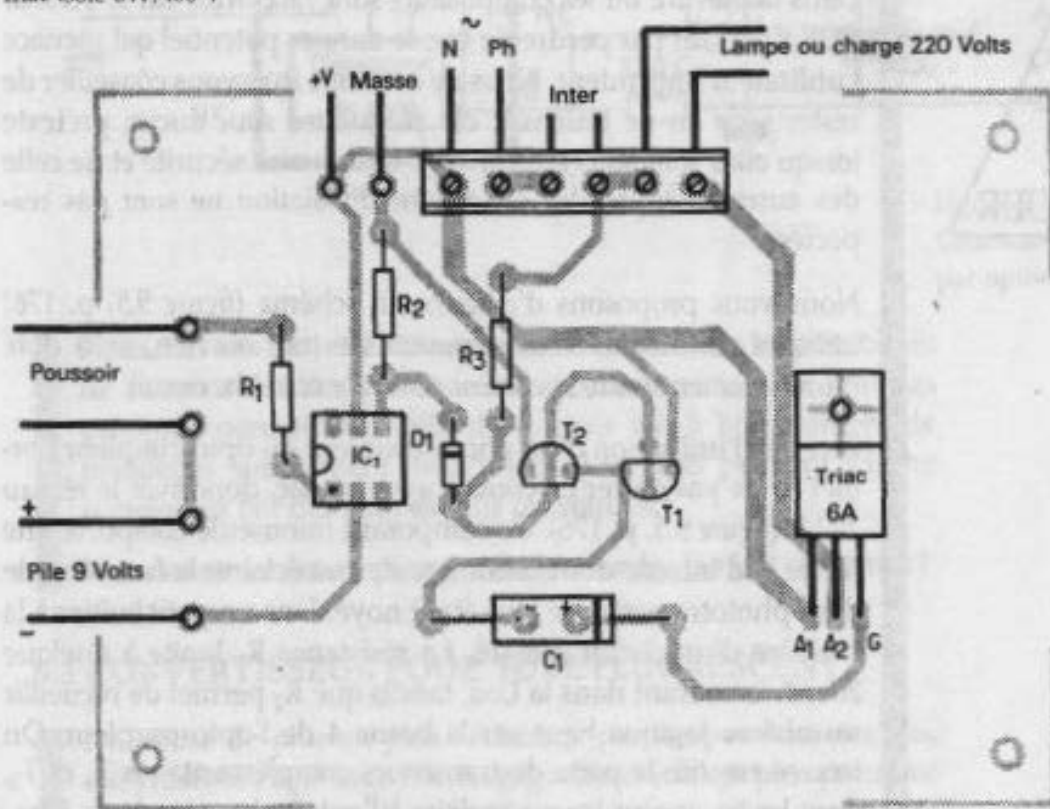 ~
N Ph
Lampe ou charge 220 Volts
+V Masse
Inter
R2
R3
Poussoir
R1
D1
T2
IC1
Triac
6A
T1
+
Pile 9 Volts
-
+
A1 A2 G
C1